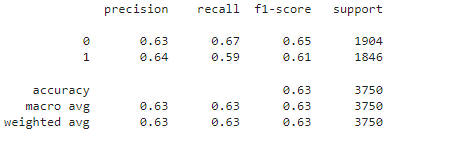 precision recall f1-score support
0 0.63 0.67 0.65 1904
1 0.64 0.59 0.61 1846
accuracy 0.63 3750
macro avg 0.63 0.63 0.63 3750
weighted avg 0.63 0.63 0.63 3750